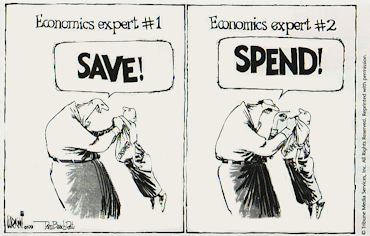 Economics expert #1
SAVE!
Economics expert #2
SPEND!
© Tribune Media Services, Inc. All Rights Reserved. Reprinted with permission.